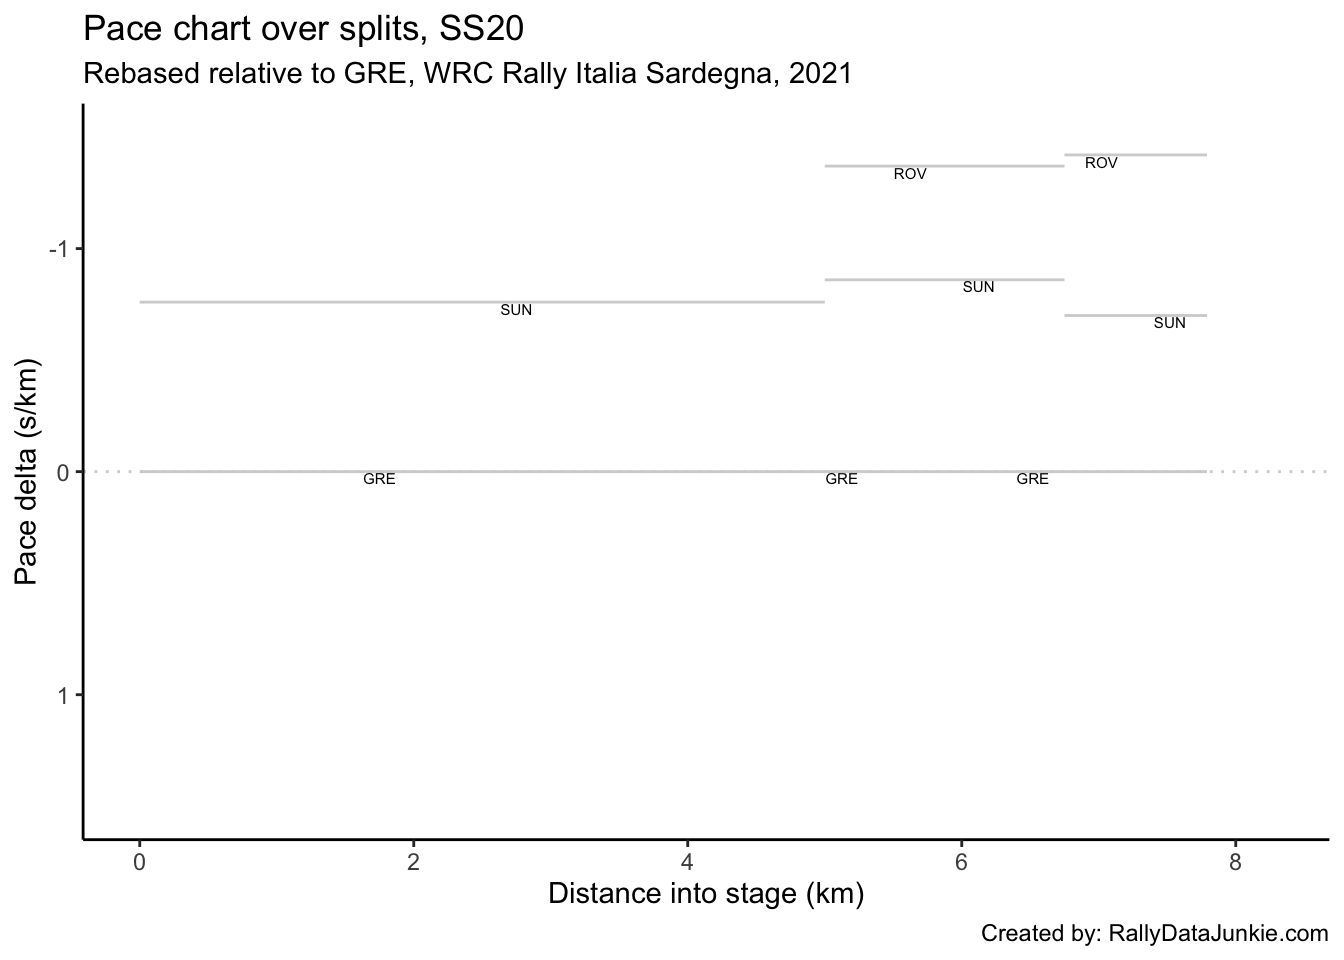 Pace chart over splits, SS20
Rebased relative to GRE, WRC Rally Italia Sardegna, 2021
ROV
ROV
-1
SUN
SUN
SUN
0
GRE
GRE
GRE
1
Pace delta (s/km)
0
2
4
6
8
Distance into stage (km)
Created by: RallyDataJunkie.com